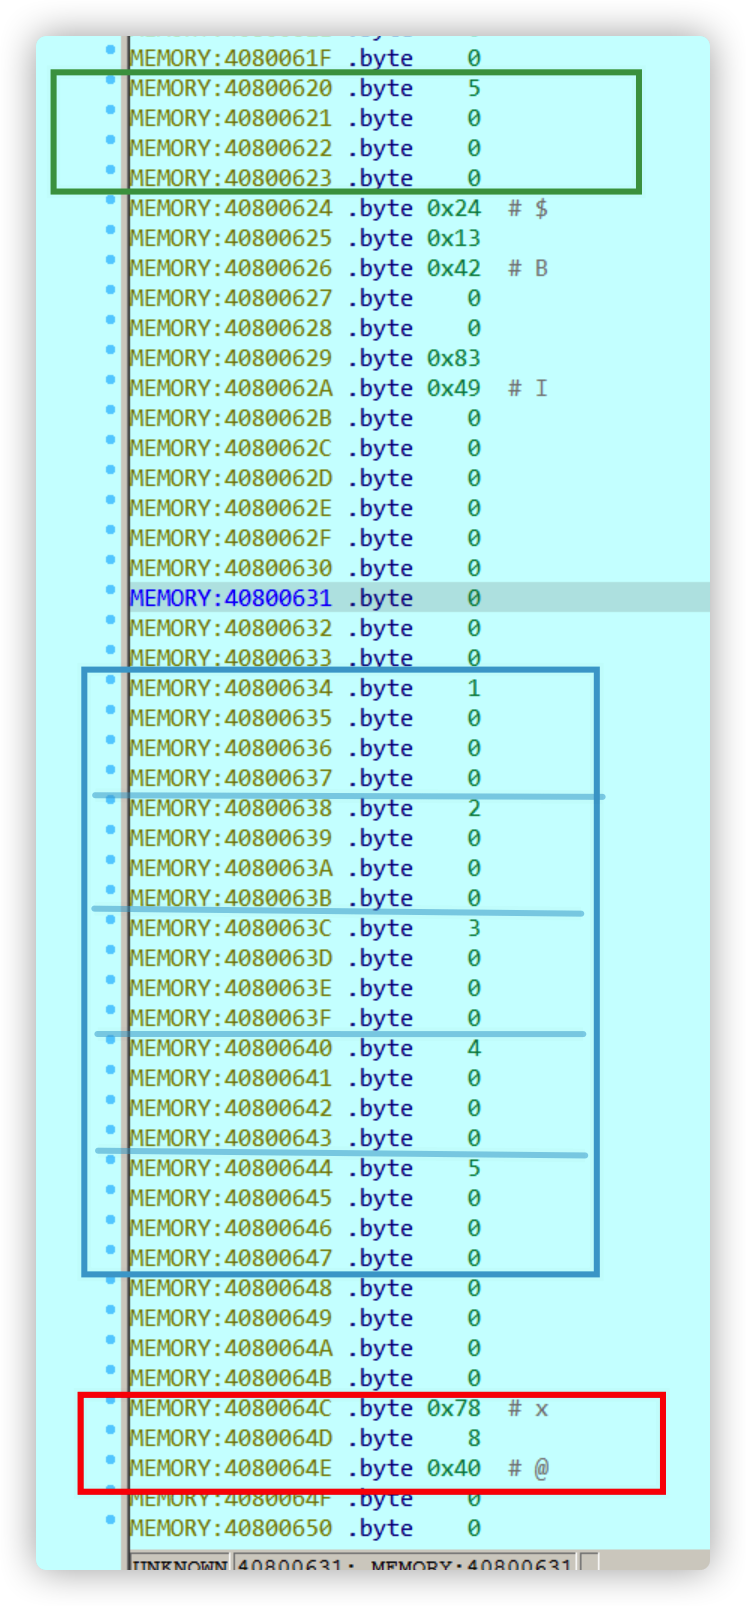 MEMORY:4080061F .byte 0
MEMORY:40800620 .byte 5
MEMORY:40800621 .byte 0
MEMORY:40800622 .byte 0
MEMORY:40800623 .byte 0
MEMORY:40800624 .byte 0x24 # $
MEMORY:40800625 .byte 0x13
MEMORY:40800626 .byte 0x42 # B
MEMORY:40800627 .byte 0
MEMORY:40800628 .byte 0
MEMORY:40800629 .byte 0x83
MEMORY:4080062A .byte 0x49 # I
MEMORY:4080062B .byte 0
MEMORY:4080062C .byte 0
MEMORY:4080062D .byte 0
MEMORY:4080062E .byte 0
MEMORY:4080062F .byte 0
MEMORY:40800630 .byte 0
MEMORY:40800631 .byte 0
MEMORY:40800632 .byte 0
MEMORY:40800633 .byte 0
MEMORY:40800634 .byte 1
MEMORY:40800635 .byte 0
MEMORY:40800636 .byte 0
MEMORY:40800637 .byte 0
MEMORY:40800638 .byte 2
MEMORY:40800639 .byte 0
MEMORY:4080063A .byte 0
MEMORY:4080063B .byte 0
MEMORY:4080063C .byte 3
MEMORY:4080063D .byte 0
MEMORY:4080063E .byte 0
MEMORY:4080063F .byte 0
MEMORY:40800640 .byte 4
MEMORY:40800641 .byte 0
MEMORY:40800642 .byte 0
MEMORY:40800643 .byte 0
MEMORY:40800644 .byte 5
MEMORY:40800645 .byte 0
MEMORY:40800646 .byte 0
MEMORY:40800647 .byte 0
MEMORY:40800648 .byte 0
MEMORY:40800649 .byte 0
MEMORY:4080064A .byte 0
MEMORY:4080064B .byte 0
MEMORY:4080064C .byte 0x78 # x
MEMORY:4080064D .byte 8
MEMORY:4080064E .byte 0x40 # @
MEMORY:4080064F .byte 0
MEMORY:40800650 .byte 0
UNKNOWN 40800631: MEMORY:40800631